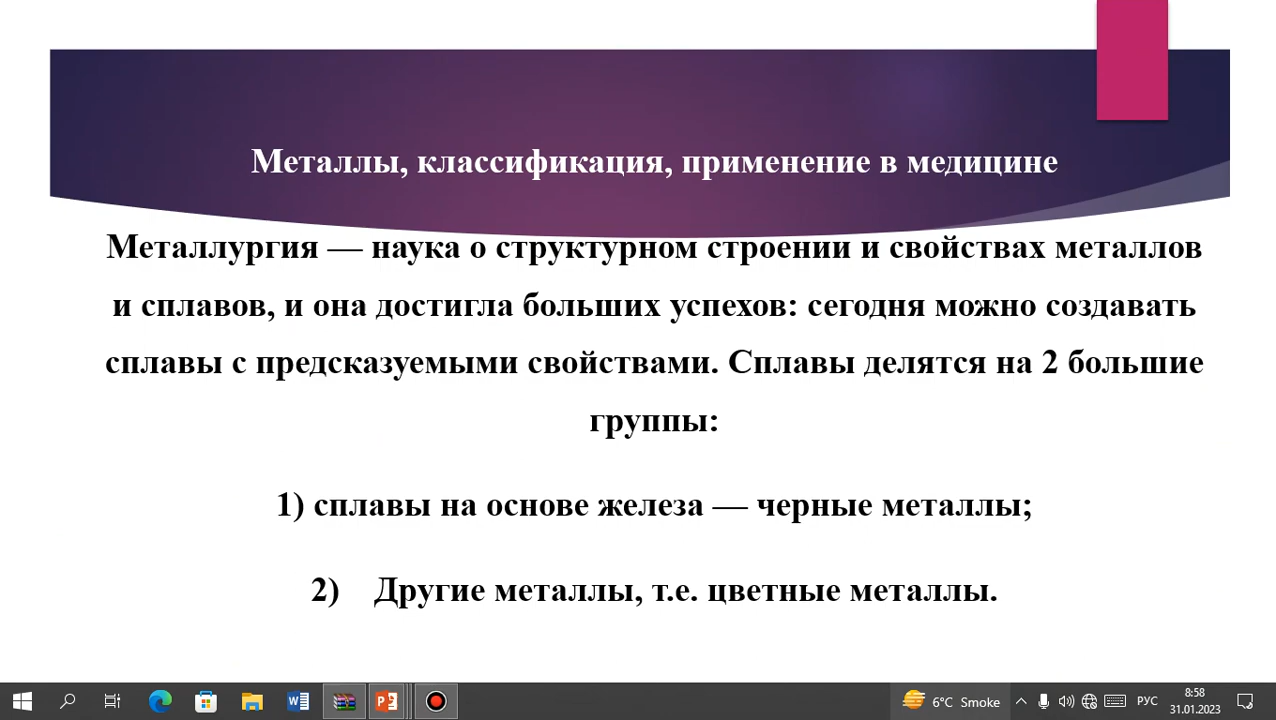 Металлы, классификация, применение в медицине
Металлургия — наука о структурном строении и свойствах металлов
и сплавов, и она достигла больших успехов: сегодня можно создавать
сплавы с предсказуемыми свойствами. Сплавы делятся на 2 большие
группы:
1) сплавы на основе железа — черные металлы;
2) Другие металлы, т.е. цветные металлы.
6°C Smoke
РУС
8:58
31.01.2023